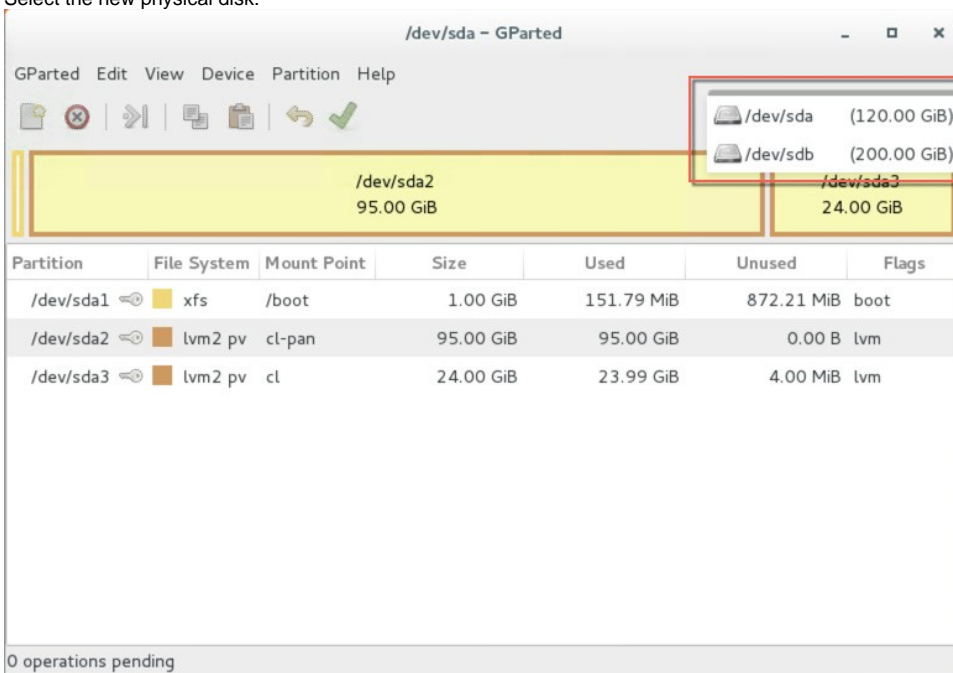 Select the new physical disk.
/dev/sda – GParted
GParted Edit View Device Partition Help
/dev/sda (120.00 GiB)
/dev/sdb (200.00 GiB)
/dev/sda2
95.00 GiB
/dev/sda3
24.00 GiB
Partition File System Mount Point Size Used Unused Flags
/dev/sda1 xfs /boot 1.00 GiB 151.79 MiB 872.21 MiB boot
/dev/sda2 lvm2 pv cl-pan 95.00 GiB 95.00 GiB 0.00 B lvm
/dev/sda3 lvm2 pv cl 24.00 GiB 23.99 GiB 4.00 MiB lvm
0 operations pending